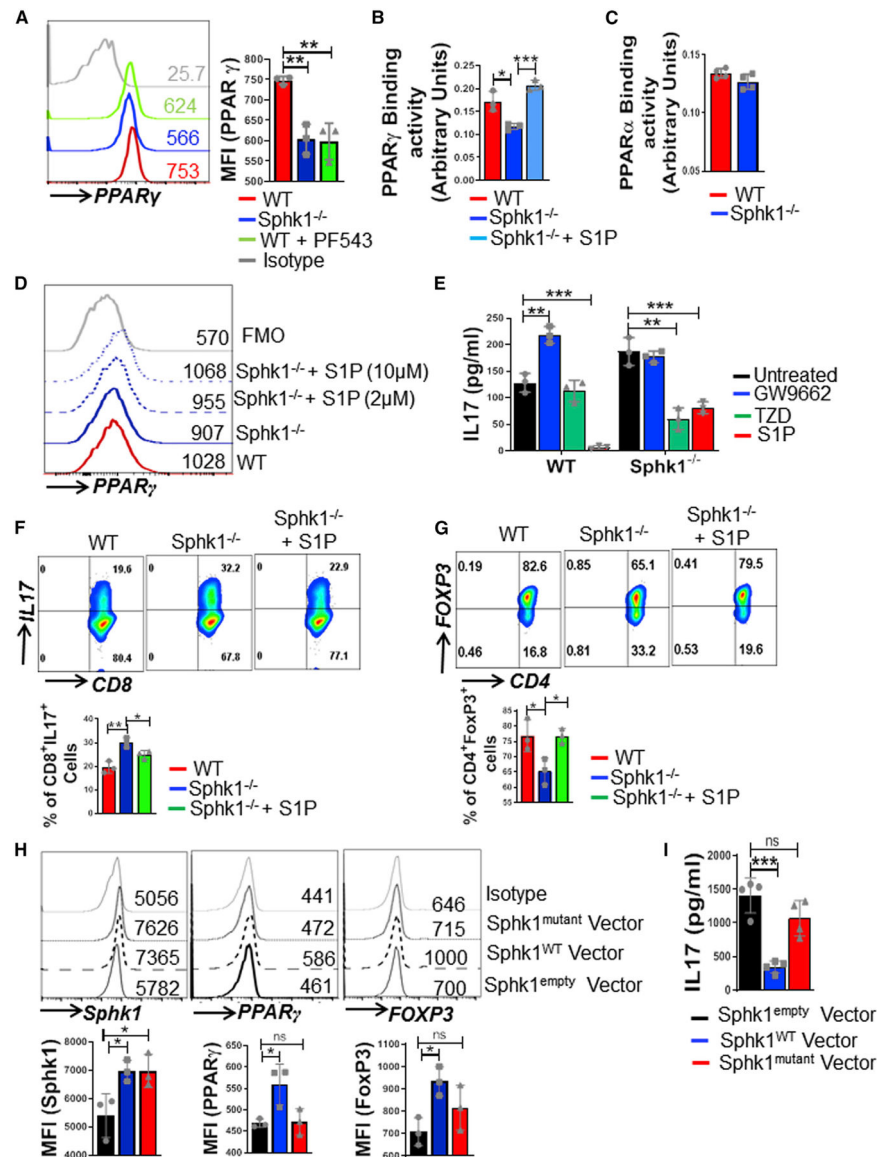 A
25.7
624
566
753
PPARγ
MFI (PPAR γ)
750
700
650
600
550
500
**
**
WT
Sphk1-/-
WT + PF543
Isotype
B
PPARγ Binding
activity
(Arbitrary Units)
0.25
0.20
0.15
0.10
0.05
0.00
*
***
WT
Sphk1-/-
Sphk1-/- + S1P
C
PPARα Binding
activity
(Arbitrary Units)
0.15
0.10
0.05
WT
Sphk1-/-
D
570 FMO
1068 Sphk1-/- + S1P (10μM)
955 Sphk1-/- + S1P (2μM)
907 Sphk1-/-
1028 WT
PPARγ
E
IL17 (pg/ml)
250
200
150
100
50
0
***
**
***
**
WT
Sphk1-/-
Untreated
GW9662
TZD
S1P
F
WT
Sphk1-/-
Sphk1-/-
+ S1P
IL17
0 19.6
0 32.2
0 22.9
0 80.4
0 67.8
0 77.1
CD8
% of CD8+IL17+
Cells
40
30
20
10
0
**
*
WT
Sphk1-/-
Sphk1-/- + S1P
G
WT
Sphk1-/-
Sphk1-/-
+ S1P
FOXP3
0.19 82.6
0.85 65.1
0.41 79.5
0.46 16.8
0.81 33.2
0.53 19.6
CD4
% of CD4+FoxP3+
cells
85
80
75
70
65
60
55
*
*
WT
Sphk1-/-
Sphk1-/- + S1P
H
5056 441 646 Isotype
7626 472 715 Sphk1mutant Vector
7365 586 1000 Sphk1WT Vector
5782 461 700 Sphk1empty Vector
Sphk1
PPARγ
FOXP3
MFI (Sphk1)
8000
7000
6000
5000
4000
*
*
MFI (PPARγ)
650
600
550
500
450
400
ns
*
MFI (FoxP3)
1100
1000
900
800
700
600
ns
*
I
IL17 (pg/ml)
2000
1500
1000
500
0
ns
***
Sphk1empty Vector
Sphk1WT Vector
Sphk1mutant Vector